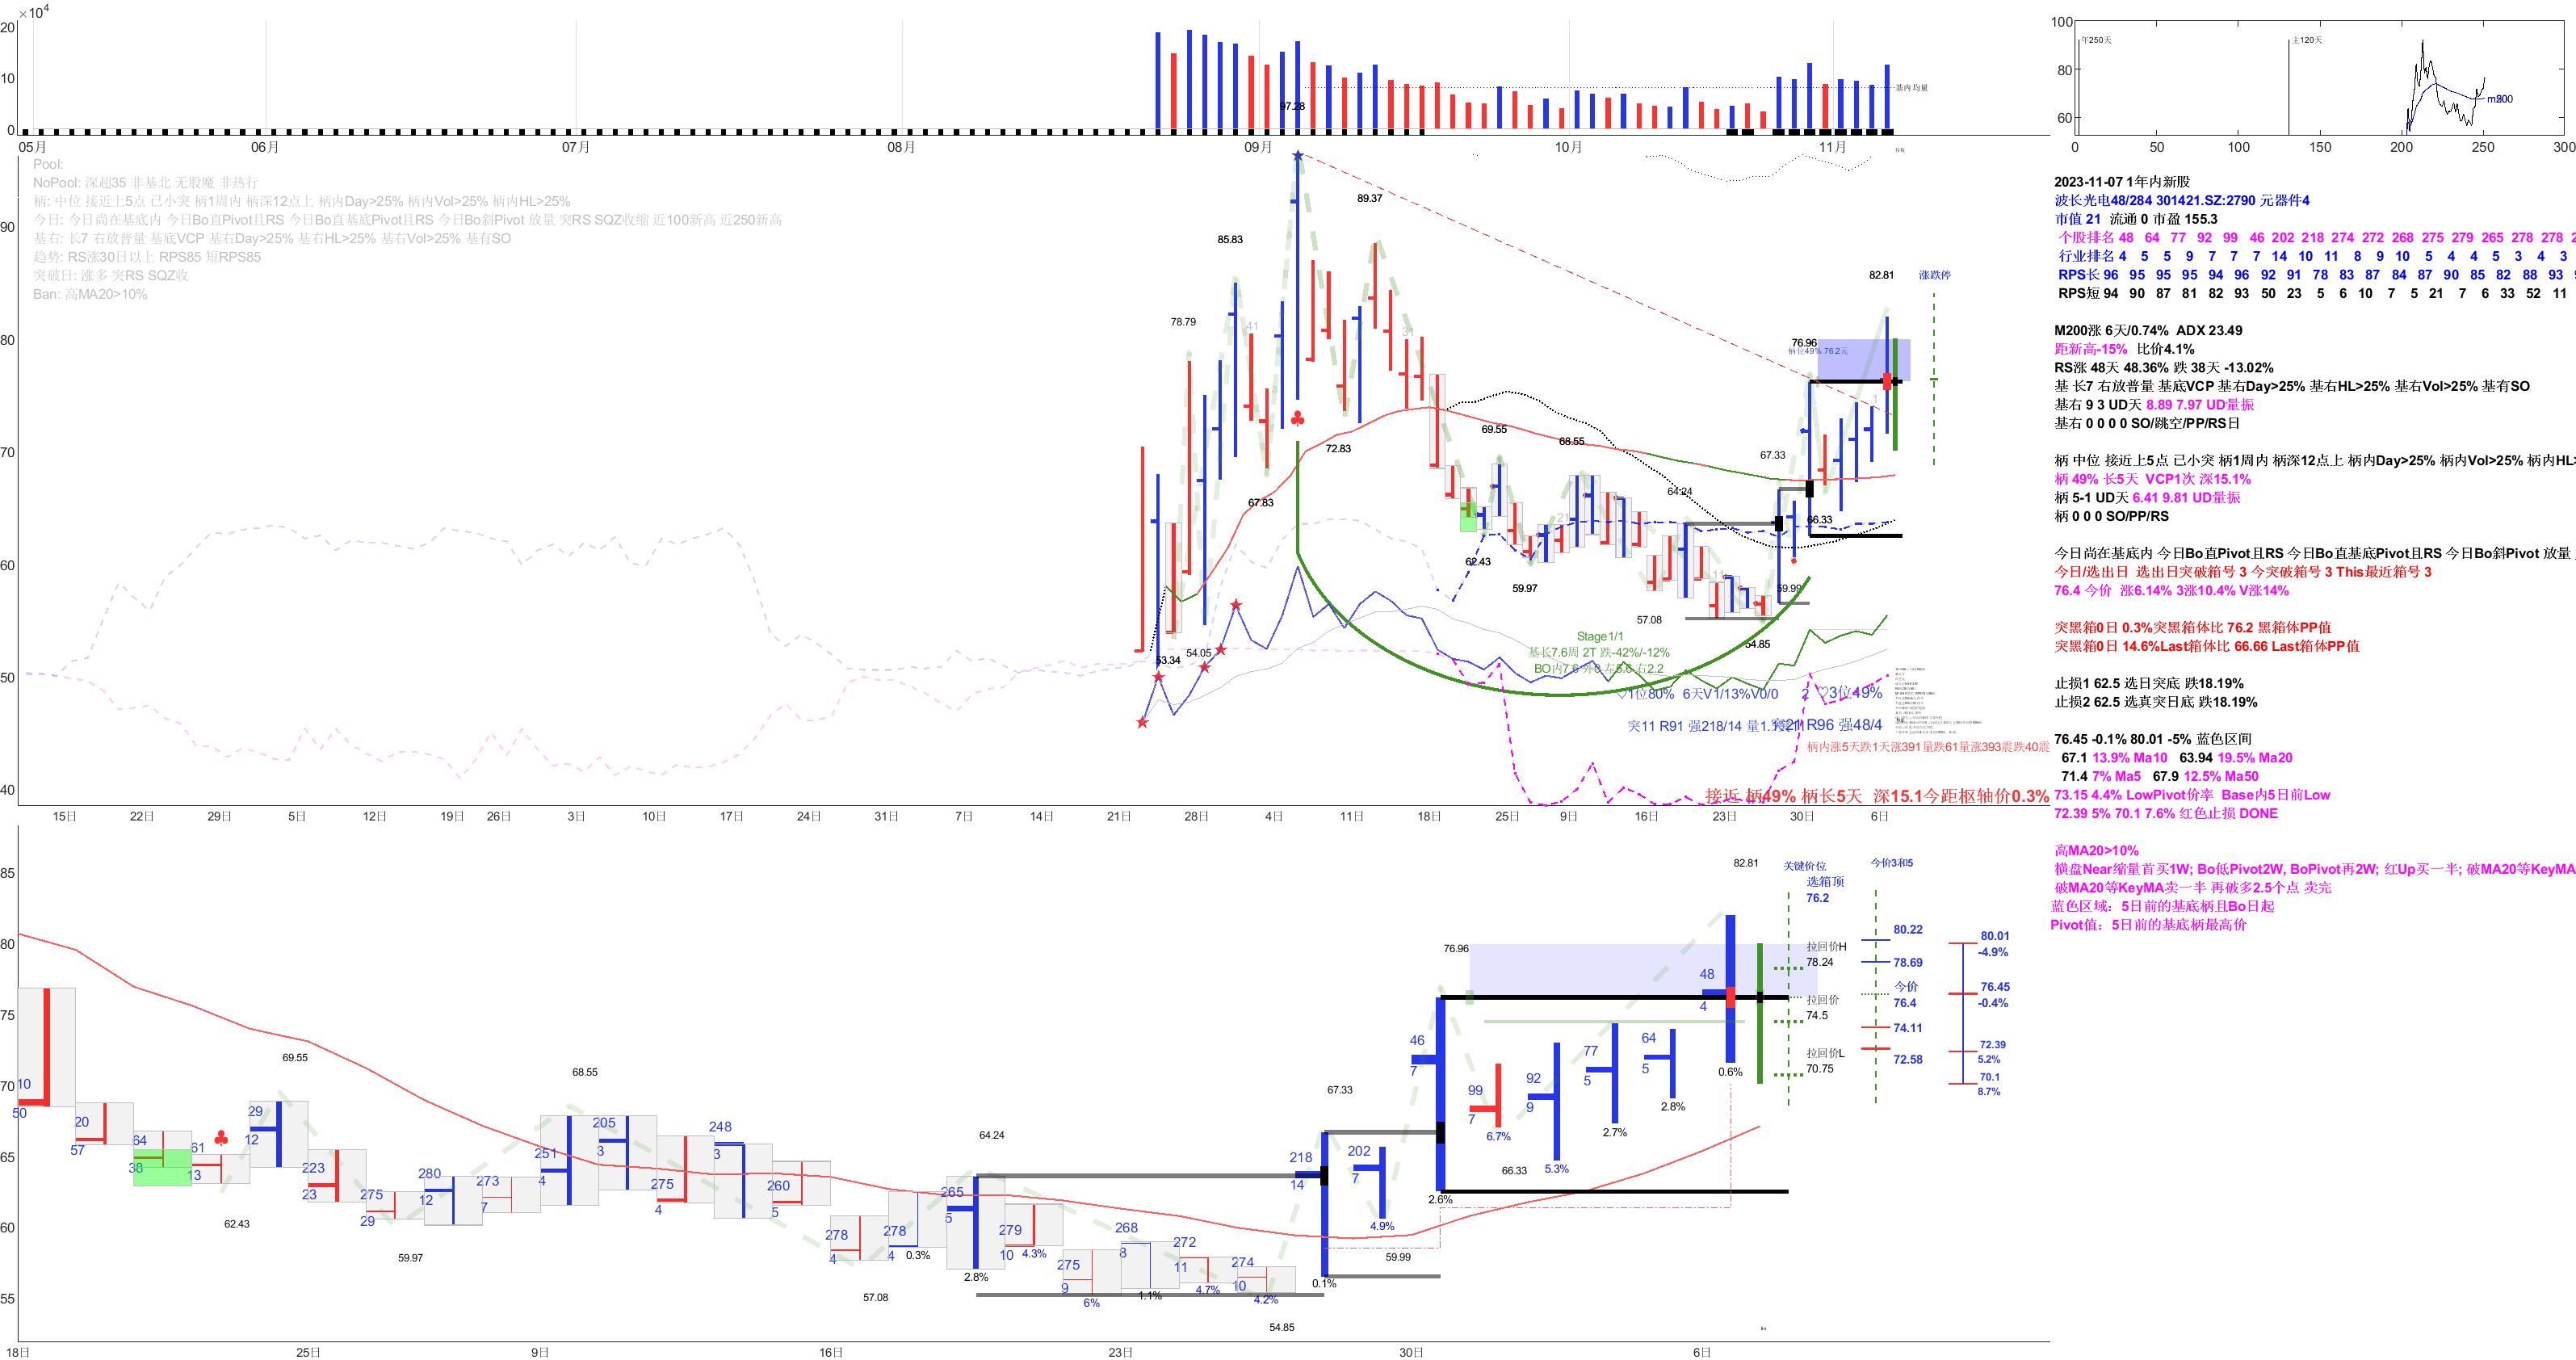 ×10⁴
20
10
0
97.28
基内均量
05月 06月 07月 08月 09月 10月 11月
100
80
60
年250天
主120天
0 50 100 150 200 250 300
Pool:
NoPool: 深超35 非基北 无股魔 非热行
柄: 中位 接近上5点 己小突 柄1周内 柄深12点上 柄内Day>25% 柄内Vol>25% 柄内HL>25%
今日: 今日尚在基底内 今日Bo直Pivot且RS 今日Bo直基底Pivot且RS 今日Bo斜Pivot 放量 突RS SQZ收缩 近100新高 近250新高
基右: 长7 右放普量 基底VCP 基右Day>25% 基右HL>25% 基右Vol>25% 基有SO
趋势: RS涨30日以上 RPS85 短RPS85
突破日: 涨多 突RS SQZ收
Ban: 高MA20>10%
90
80
70
60
50
40
89.37
85.83
82.81
涨跌停
78.79
41
31
76.96
柄位49% 76.2元
72.83
69.55
68.55
67.33
67.83
64.24
66.33
21
62.43
59.97
59.99
11
57.08
54.85
53.34
54.05
Stage1/1
基长7.6周 2T 跌-42%/-12%
♡1位80% 6天V1/13%V0/0
2 ♡3位49%
突11 R91 强218/14
R96 强48/4
柄内涨5天跌1天涨391量跌61量涨393震跌40震
接近 柄49% 柄长5天 深15.1今距枢轴价0.3%
15日 22日 29日 5日 12日 19日 26日 3日 10日 17日 24日 31日 7日 14日 21日 28日 4日 11日 18日 25日 9日 16日 23日 30日 6日
2023-11-07 1年内新股
波长光电48/284 301421.SZ:2790 元器件4
市值 21 流通 0 市盈 155.3
个股排名 48 64 77 92 99 46 202 218 274 272 268 275 279 265 278 278
行业排名 4 5 5 9 7 7 7 14 10 11 8 9 10 5 4 4 5 3 4 3
RPS长 96 95 95 95 94 96 92 91 78 83 87 84 87 90 85 82 88 93
RPS短 94 90 87 81 82 93 50 23 5 6 10 7 5 21 7 6 33 52 11
M200涨 6天/0.74% ADX 23.49
距新高-15% 比价4.1%
RS涨 48天 48.36% 跌 38天 -13.02%
基 长7 右放普量 基底VCP 基右Day>25% 基右HL>25% 基右Vol>25% 基有SO
基右 9 3 UD天 8.89 7.97 UD量振
基右 0 0 0 0 SO/跳空/PP/RS日
柄 中位 接近上5点 己小突 柄1周内 柄深12点上 柄内Day>25% 柄内Vol>25% 柄内HL>
柄 49% 长5天 VCP1次 深15.1%
柄 5-1 UD天 6.41 9.81 UD量振
柄 0 0 0 SO/PP/RS
今日尚在基底内 今日Bo直Pivot且RS 今日Bo直基底Pivot且RS 今日Bo斜Pivot 放量
今日/选出日 选出日突破箱号 3 今突破箱号 3 This最近箱号 3
76.4 今价 涨6.14% 3涨10.4% V涨14%
突黑箱0日 0.3%突黑箱体比 76.2 黑箱体PP值
突黑箱0日 14.6%Last箱体比 66.66 Last箱体PP值
止损1 62.5 选日突底 跌18.19%
止损2 62.5 选真突日底 跌18.19%
76.45 -0.1% 80.01 -5% 蓝色区间
67.1 13.9% Ma10 63.94 19.5% Ma20
71.4 7% Ma5 67.9 12.5% Ma50
73.15 4.4% LowPivot价率 Base内5日前Low
72.39 5% 70.1 7.6% 红色止损 DONE
高MA20>10%
横盘Near缩量首买1W; Bo低Pivot2W, BoPivot再2W; 红Up买一半; 破MA20等KeyMA
破MA20等KeyMA卖一半 再破多2.5个点 卖完
蓝色区域：5日前的基底柄且Bo日起
Pivot值：5日前的基底柄最高价
85
80
75
70
65
60
55
82.81
关键价位
选箱顶
76.2
今价3和5
拉回价H
78.24
拉回价
74.5
拉回价L
70.75
80.22
78.69
今价
76.4
74.11
72.58
80.01
-4.9%
76.45
-0.4%
72.39
5.2%
70.1
8.7%
76.96
69.55
68.55
67.33
64.24
66.33
62.43
59.97
59.99
57.08
54.85
10
50
20
57
64
38
61
13
29
12
223
23
275
29
280
12
273
7
251
4
205
3
275
4
248
3
260
5
278
4
278
4
0.3%
265
5
2.8%
279
10
4.3%
275
9
6%
268
8
1.1%
272
11
4.7%
274
10
4.2%
218
14
0.1%
202
7
4.9%
46
7
2.6%
99
7
6.7%
92
9
5.3%
77
5
2.7%
64
5
2.8%
48
4
0.6%
18日 25日 9日 16日 23日 30日 6日